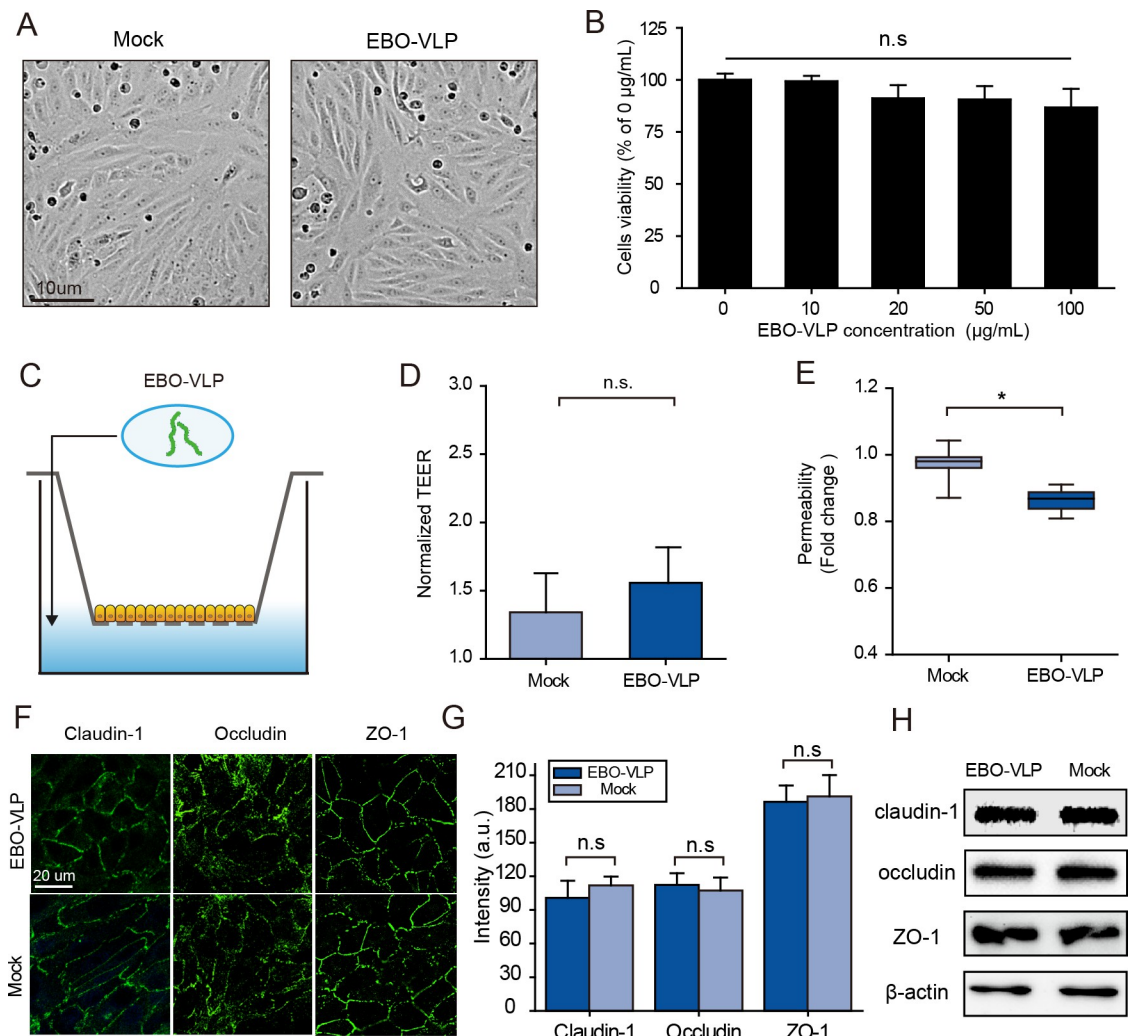 A
Mock
EBO-VLP
10um
B
n.s
Cells viability (% of 0 µg/mL)
125
100
75
50
25
0
0 10 20 50 100
EBO-VLP concentration (µg/mL)
C
EBO-VLP
D
n.s.
Normalized TEER
3.0
2.5
2.0
1.5
1.0
Mock EBO-VLP
E
*
Permeability
(Fold change )
1.2
1.0
0.8
0.6
0.4
Mock EBO-VLP
F
Claudin-1 Occludin ZO-1
EBO-VLP
20 um
Mock
G
EBO-VLP
Mock
n.s
n.s
n.s
Intensity (a.u.)
210
180
150
120
90
60
30
0
Claudin-1 Occludin ZO-1
H
EBO-VLP Mock
claudin-1
occludin
ZO-1
β-actin